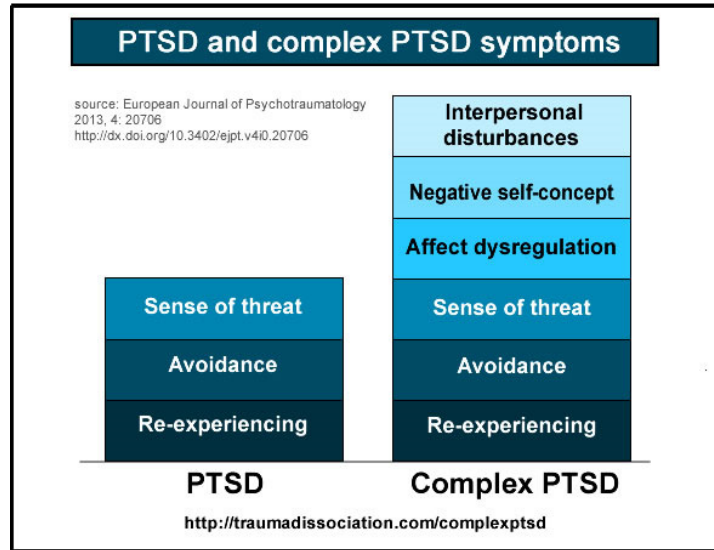 PTSD and complex PTSD symptoms
source: European Journal of Psychotraumatology
2013, 4: 20706
http://dx.doi.org/10.3402/ejpt.v4i0.20706
Sense of threat
Avoidance
Re-experiencing
PTSD
Interpersonal
disturbances
Negative self-concept
Affect dysregulation
Sense of threat
Avoidance
Re-experiencing
Complex PTSD
http://traumadissociation.com/complexptsd